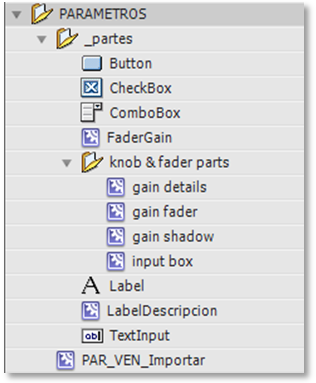 PARAMETROS
_partes
Button
CheckBox
ComboBox
FaderGain
knob & fader parts
gain details
gain fader
gain shadow
input box
A Label
LabelDescripcion
abl TextInput
PAR_VEN_Importar